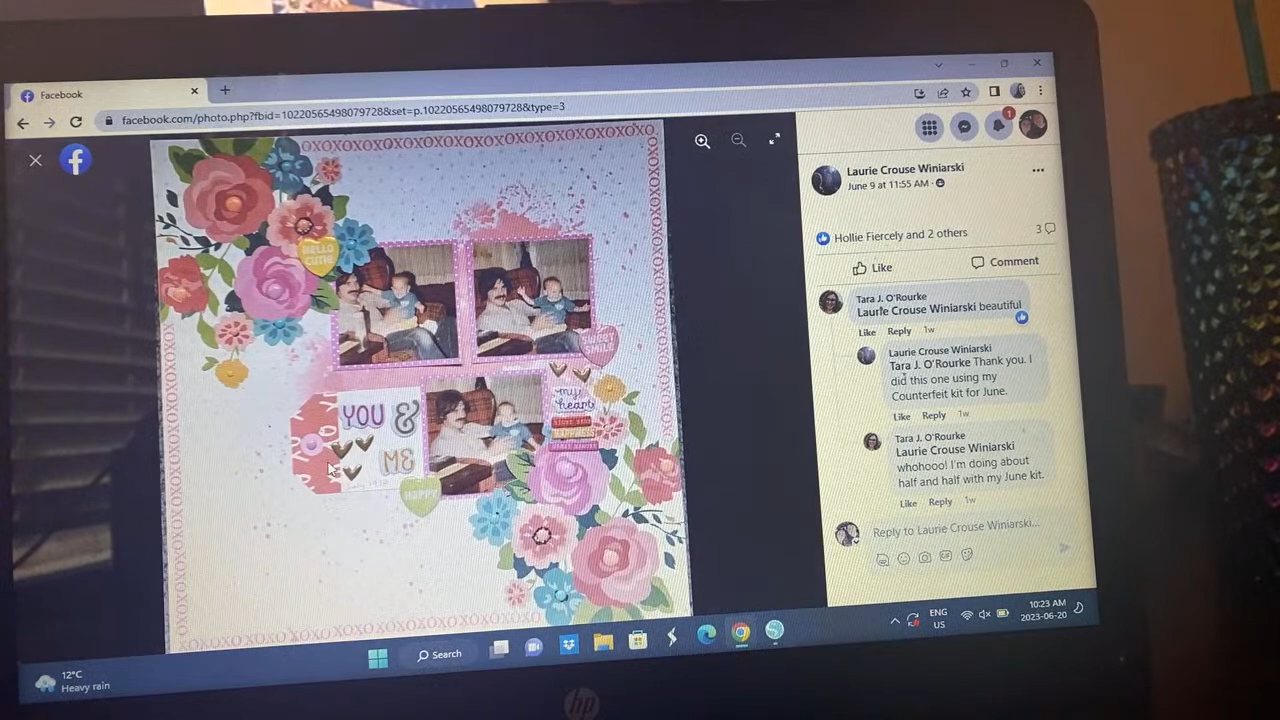 Facebook
facebook.com/photo.php?fbid=10220565498079728&set=p.10220565498079728&type=3
1
Laurie Crouse Winiarski
June 9 at 11:55 AM
Hollie Fiercely and 2 others
3
Like
Comment
Tara J. O'Rourke
Laurie Crouse Winiarski beautiful
Like Reply 1w
Laurie Crouse Winiarski
Tara J. O'Rourke Thank you. I
did this one using my
Counterfeit kit for June.
Like Reply 1w
Tara J. O'Rourke
Laurie Crouse Winiarski
whohooo! I'm doing about
half and half with my June kit.
Like Reply 1w
Reply to Laurie Crouse Winiarski...
GIF
HELLO
CUTIE
SWEET
SMILE
my
heart
YOU &
ME
HAPPY
12°C
Heavy rain
Search
ENG
US
10:23 AM
2023-06-20
hp